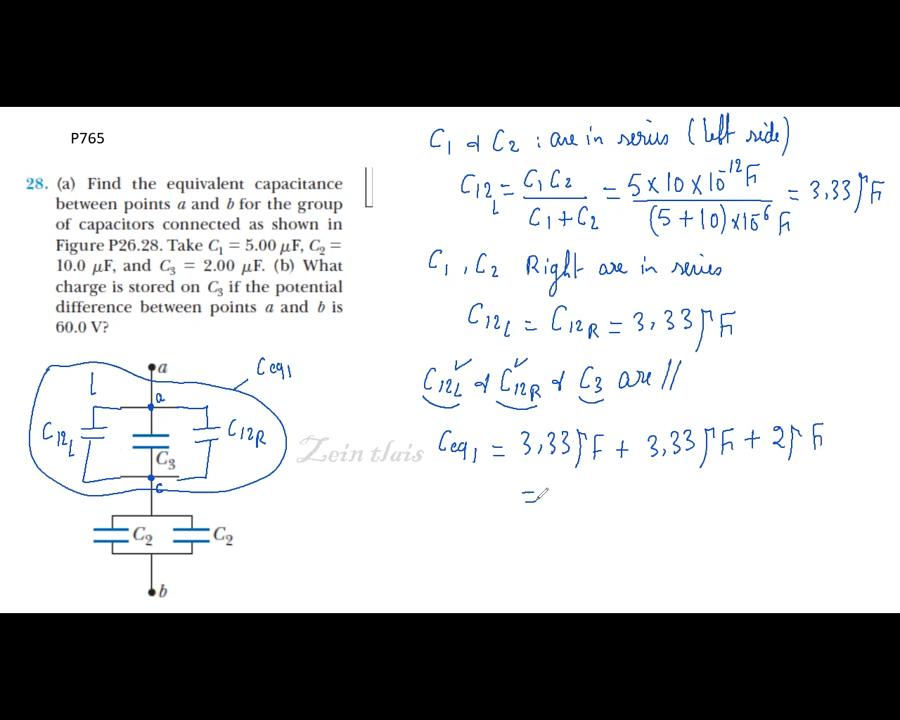 P765
28. (a) Find the equivalent capacitance
between points a and b for the group
of capacitors connected as shown in
Figure P26.28. Take C₁ = 5.00 μF, C₂ =
10.0 μF, and C₃ = 2.00 μF. (b) What
charge is stored on C₃ if the potential
difference between points a and b is
60.0 V?
a
Ceq₁
L
a
C12L
C12R
C₃
c
C₂
C₂
b
C₁ & C₂ : are in series (left side)
C12L = C₁C₂ / C₁+C₂ = 5×10×10⁻¹²F / (5+10)×10⁻⁶F = 3,33μF
C₁, C₂ Right are in series
C12L = C12R = 3,33μF
C12L & C12R & C₃ are //
Ceq₁ = 3,33μF + 3,33μF + 2μF
=
Zein tlais